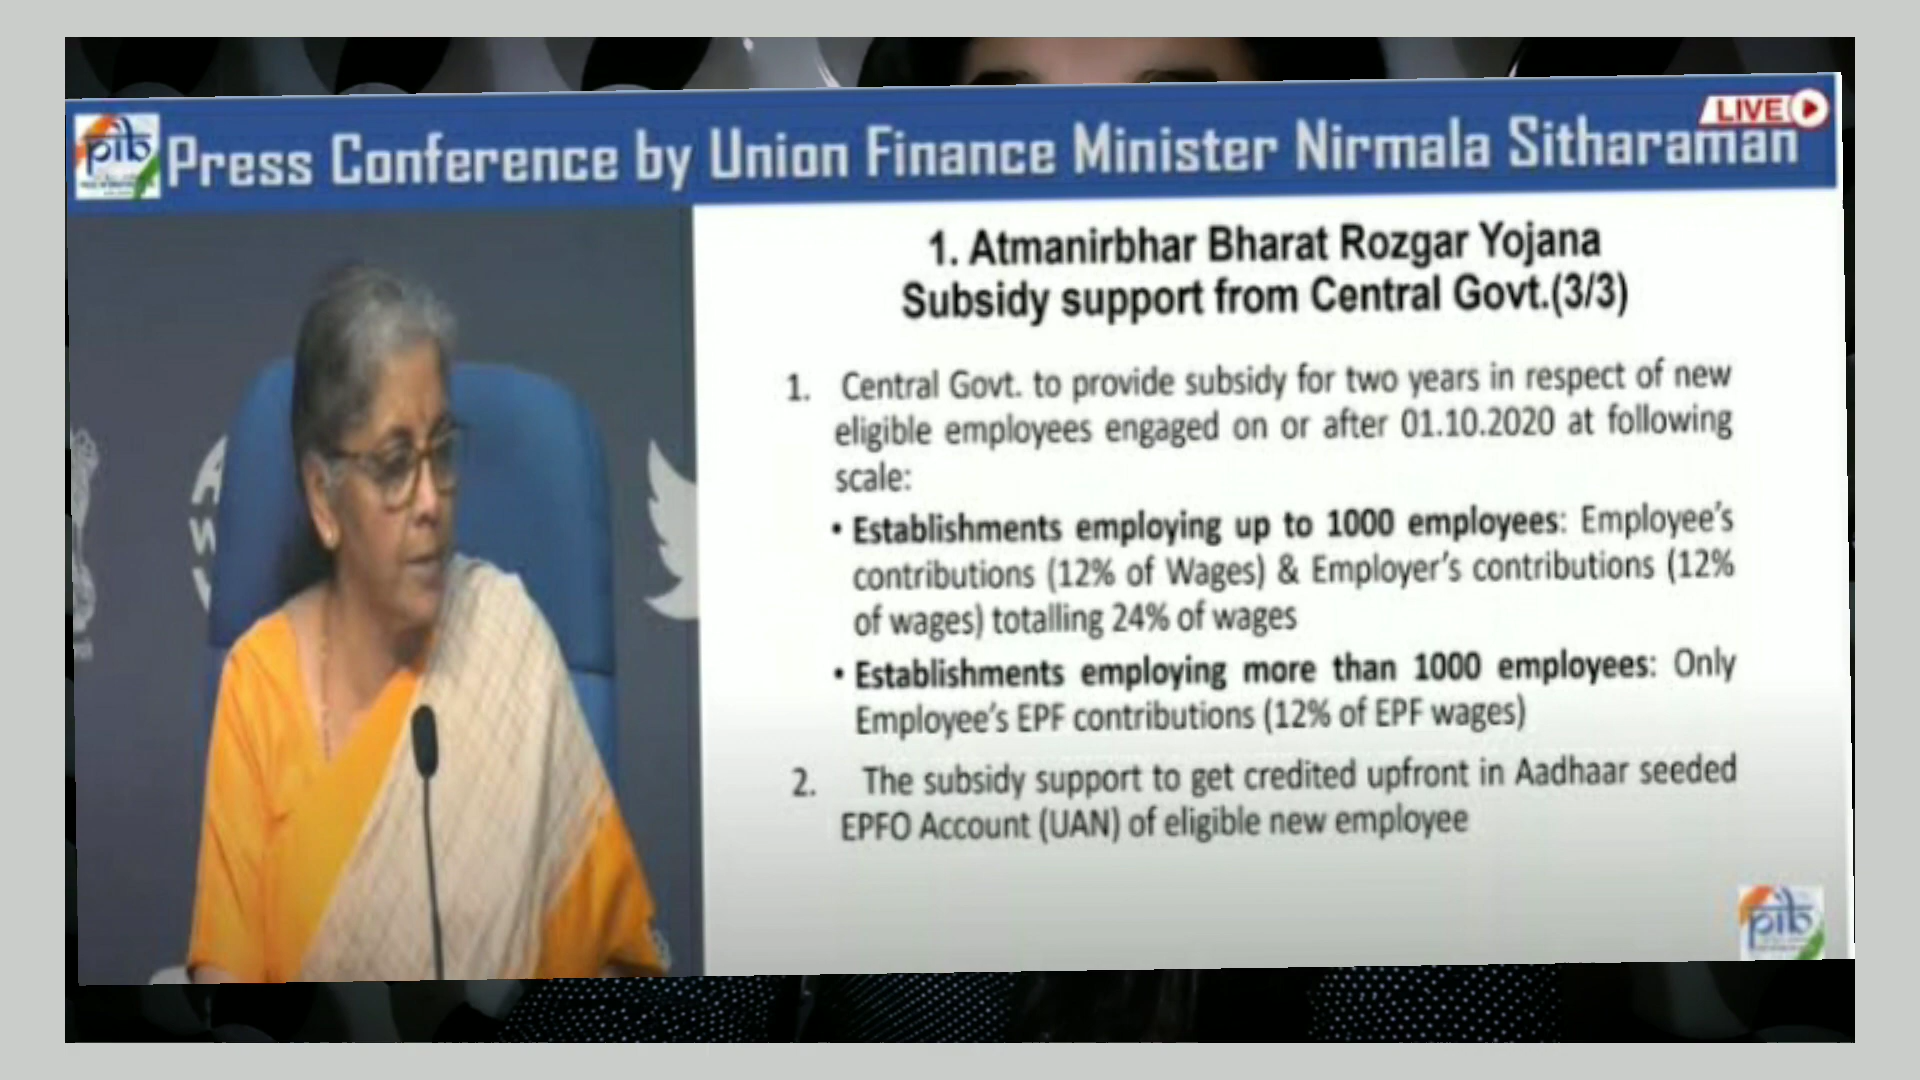 LIVE
pib
Press Conference by Union Finance Minister Nirmala Sitharaman
1. Atmanirbhar Bharat Rozgar Yojana
Subsidy support from Central Govt.(3/3)
1. Central Govt. to provide subsidy for two years in respect of new
eligible employees engaged on or after 01.10.2020 at following
scale:
• Establishments employing up to 1000 employees: Employee's
contributions (12% of Wages) & Employer's contributions (12%
of wages) totalling 24% of wages
• Establishments employing more than 1000 employees: Only
Employee's EPF contributions (12% of EPF wages)
2. The subsidy support to get credited upfront in Aadhaar seeded
EPFO Account (UAN) of eligible new employee
pib